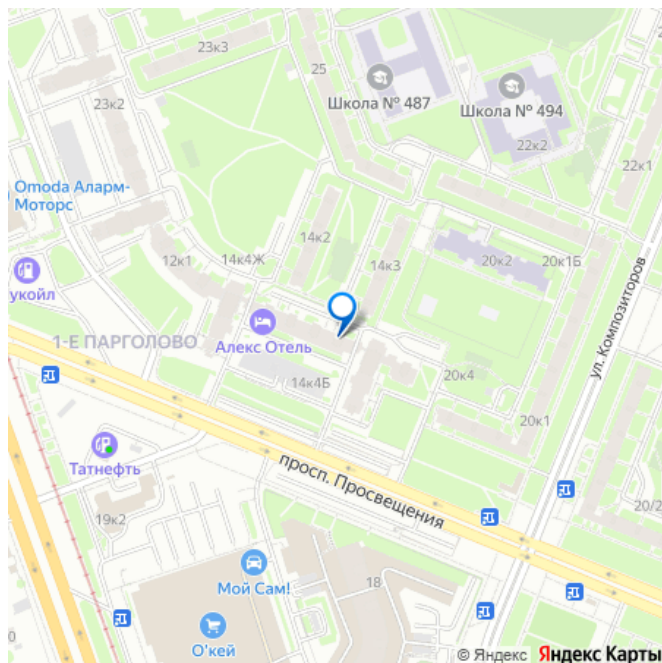 23к3
25
Школа № 487
Школа № 494
23к2
22к2
22к1
Omoda Аларм-
Моторс
14к2
12к1
14к4Ж
14к3
20к2
20к1Б
укойл
ул. Композиторов
1-Е ПАРГОЛОВО
Алекс Отель
14к4Б
20к4
20к1
Татнефть
просп. Просвещения
19к2
20/2
Мой Сам!
18
О'кей
0
© Яндекс Яндекс Карты